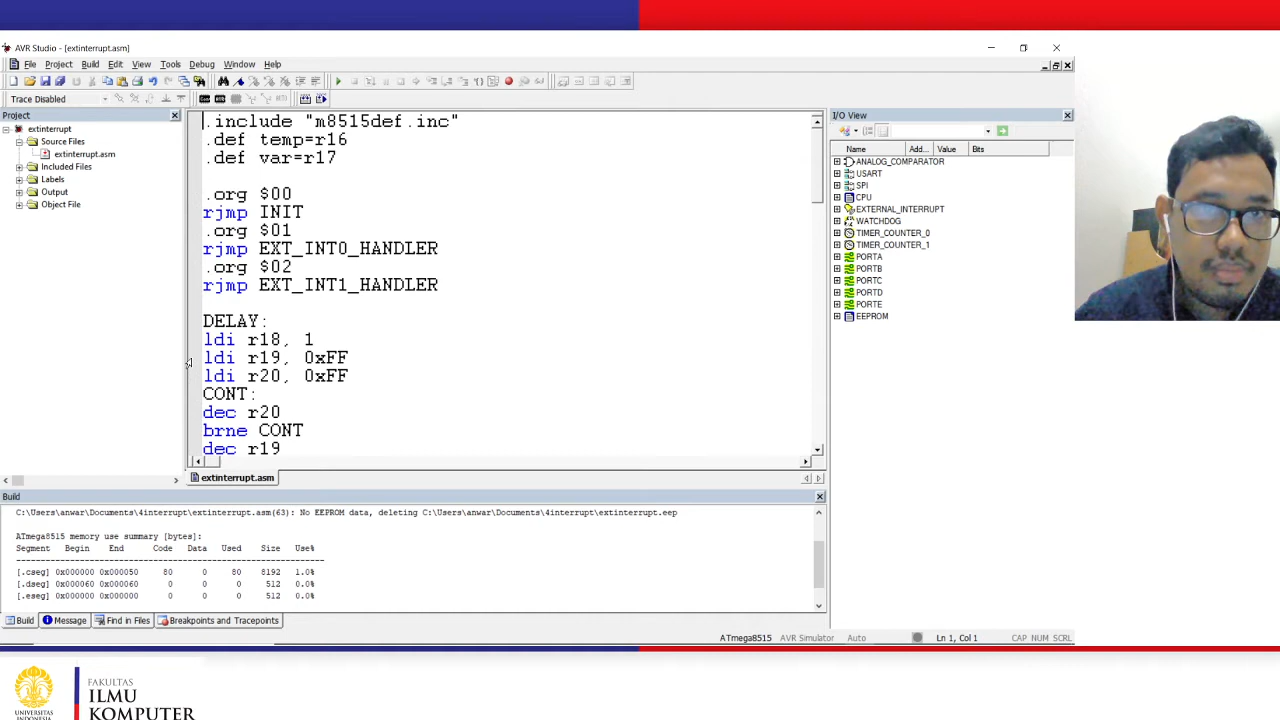 AVR Studio - [extinterrupt.asm]
File Project Build Edit View Tools Debug Window Help
Trace Disabled
Project
extinterrupt
Source Files
extinterrupt.asm
Included Files
Labels
Output
Object File
.include "m8515def.inc"
.def temp=r16
.def var=r17
.org $00
rjmp INIT
.org $01
rjmp EXT_INT0_HANDLER
.org $02
rjmp EXT_INT1_HANDLER
DELAY:
ldi r18, 1
ldi r19, 0xFF
ldi r20, 0xFF
CONT:
dec r20
brne CONT
dec r19
extinterrupt.asm
I/O View
Name Add... Value Bits
ANALOG_COMPARATOR
USART
SPI
CPU
EXTERNAL_INTERRUPT
WATCHDOG
TIMER_COUNTER_0
TIMER_COUNTER_1
PORTA
PORTB
PORTC
PORTD
PORTE
EEPROM
Build
C:\Users\anwar\Documents\4interrupt\extinterrupt.asm(63): No EEPROM data, deleting C:\Users\anwar\Documents\4interrupt\extinterrupt.eep
ATmega8515 memory use summary [bytes]:
Segment Begin End Code Data Used Size Use%
---------------------------------------------------------------
[.cseg] 0x000000 0x000050 80 0 80 8192 1.0%
[.dseg] 0x000060 0x000060 0 0 0 512 0.0%
[.eseg] 0x000000 0x000000 0 0 0 512 0.0%
Build Message Find in Files Breakpoints and Tracepoints
ATmega8515 AVR Simulator Auto Ln 1, Col 1 CAP NUM SCRL
UNIVERSITAS
INDONESIA
FAKULTAS
ILMU
KOMPUTER